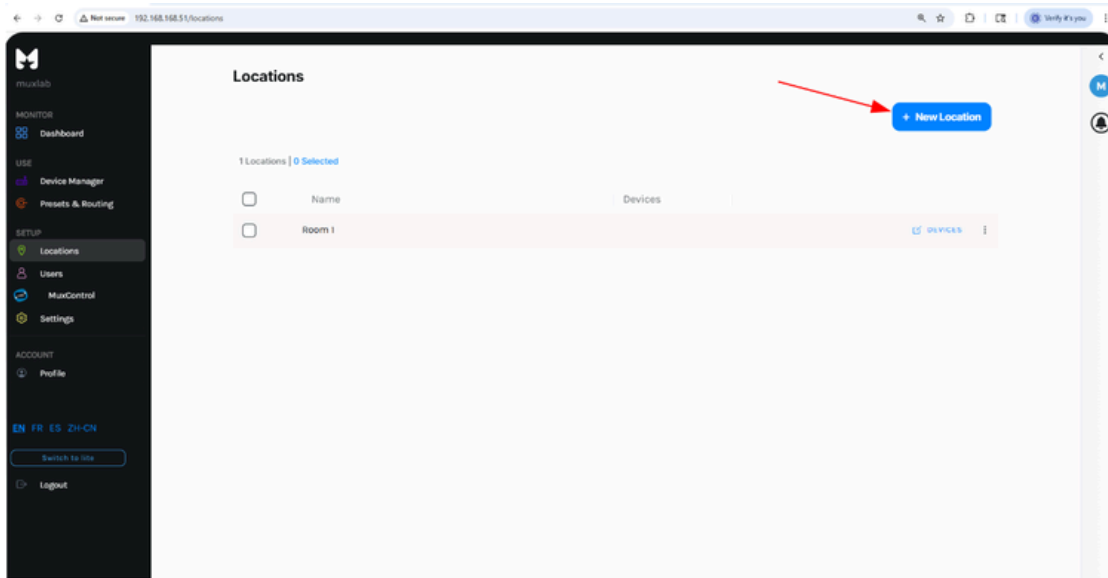 Not secure 192.168.168.51/locations
Verify it's you
muxlab
MONITOR
Dashboard
USE
Device Manager
Presets & Routing
SETUP
Locations
Users
MuxControl
Settings
ACCOUNT
Profile
EN FR ES ZH-CN
Switch to lite
Logout
Locations
+ New Location
1 Locations | 0 Selected
Name Devices
Room 1 DEVICES
M